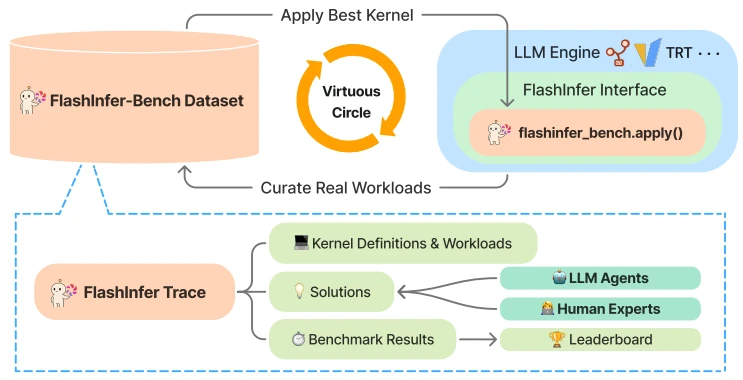 Apply Best Kernel
LLM Engine TRT ...
FlashInfer Interface
FlashInfer-Bench Dataset
Virtuous
Circle
flashinfer_bench.apply()
Curate Real Workloads
Kernel Definitions & Workloads
FlashInfer Trace
Solutions
LLM Agents
Human Experts
Benchmark Results
Leaderboard